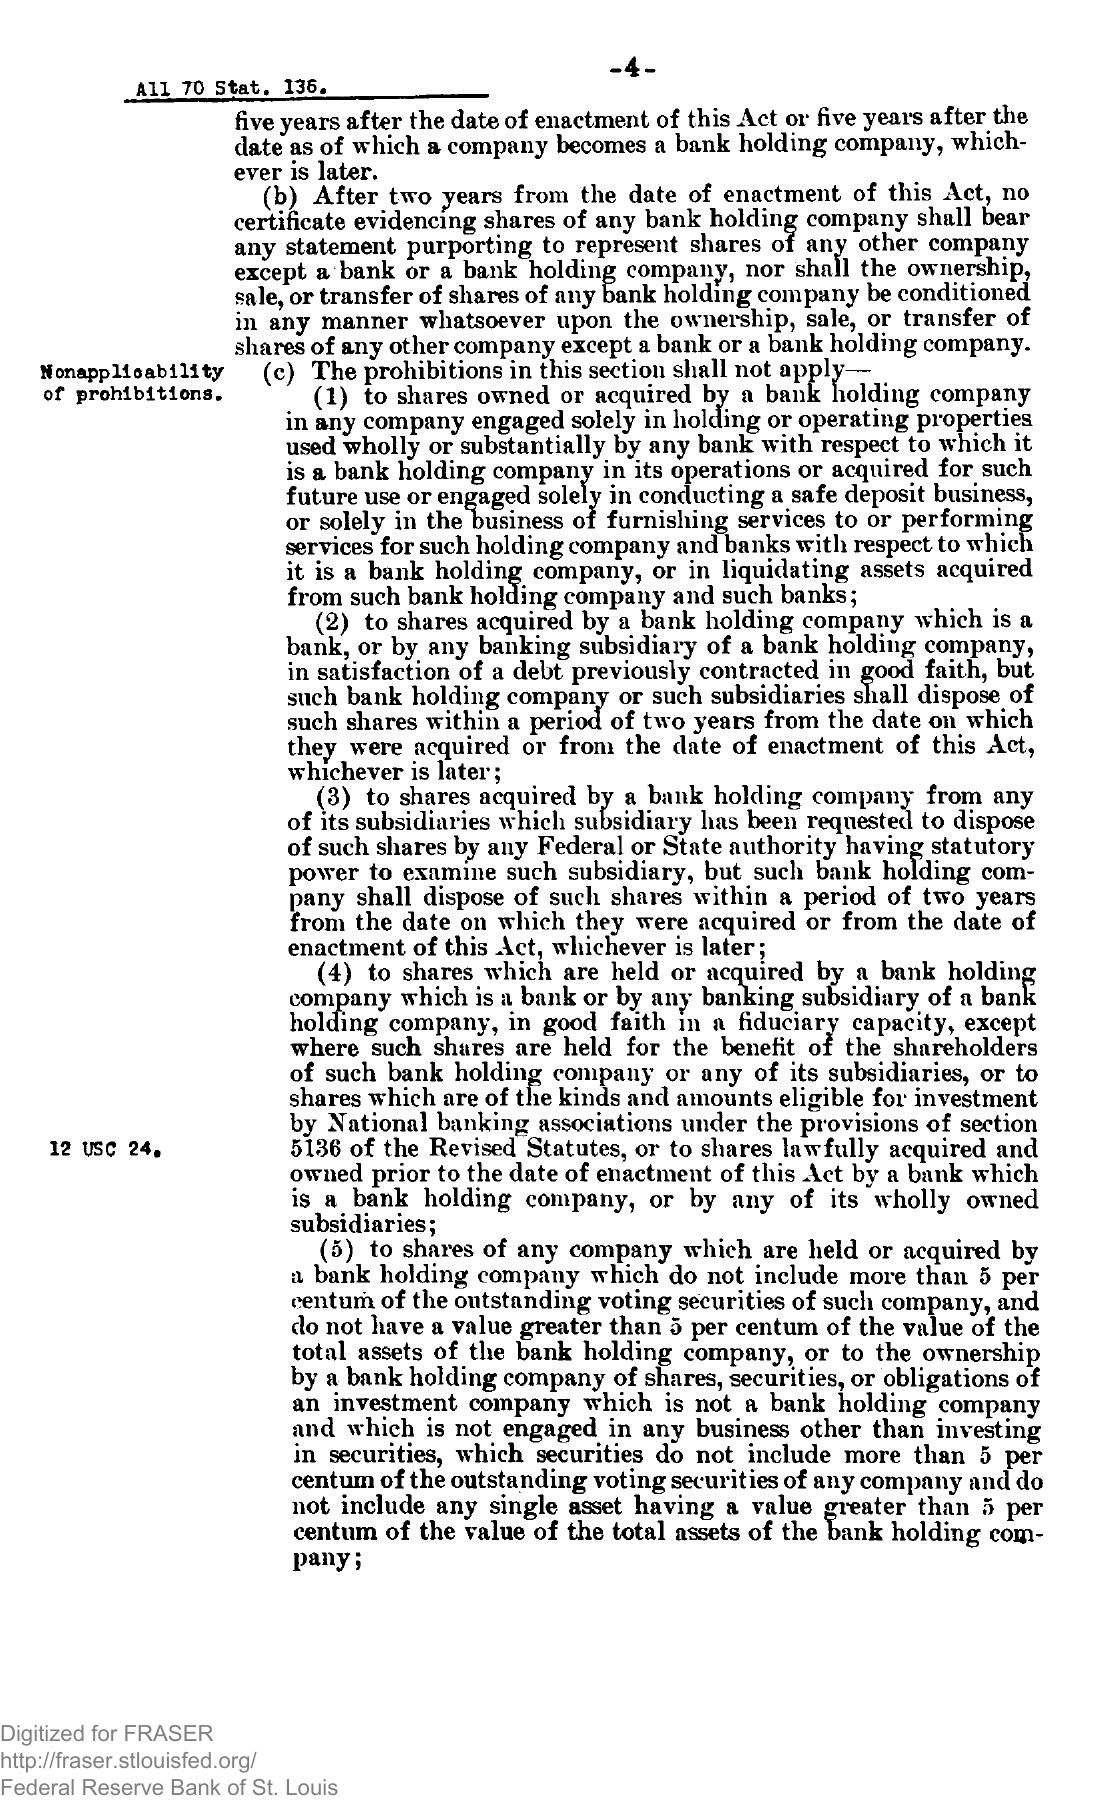 -4-
All 70 Stat. 136.
five years after the date of enactment of this Act or five years after the
date as of which a company becomes a bank holding company, which-
ever is later.
(b) After two years from the date of enactment of this Act, no
certificate evidencing shares of any bank holding company shall bear
any statement purporting to represent shares of any other company
except a bank or a bank holding company, nor shall the ownership,
sale, or transfer of shares of any bank holding company be conditioned
in any manner whatsoever upon the ownership, sale, or transfer of
shares of any other company except a bank or a bank holding company.
Nonapplicability
of prohibitions.
(c) The prohibitions in this section shall not apply—
(1) to shares owned or acquired by a bank holding company
in any company engaged solely in holding or operating properties
used wholly or substantially by any bank with respect to which it
is a bank holding company in its operations or acquired for such
future use or engaged solely in conducting a safe deposit business,
or solely in the business of furnishing services to or performing
services for such holding company and banks with respect to which
it is a bank holding company, or in liquidating assets acquired
from such bank holding company and such banks;
(2) to shares acquired by a bank holding company which is a
bank, or by any banking subsidiary of a bank holding company,
in satisfaction of a debt previously contracted in good faith, but
such bank holding company or such subsidiaries shall dispose of
such shares within a period of two years from the date on which
they were acquired or from the date of enactment of this Act,
whichever is later;
(3) to shares acquired by a bank holding company from any
of its subsidiaries which subsidiary has been requested to dispose
of such shares by any Federal or State authority having statutory
power to examine such subsidiary, but such bank holding com-
pany shall dispose of such shares within a period of two years
from the date on which they were acquired or from the date of
enactment of this Act, whichever is later;
(4) to shares which are held or acquired by a bank holding
company which is a bank or by any banking subsidiary of a bank
holding company, in good faith in a fiduciary capacity, except
where such shares are held for the benefit of the shareholders
of such bank holding company or any of its subsidiaries, or to
shares which are of the kinds and amounts eligible for investment
by National banking associations under the provisions of section
12 USC 24.
5136 of the Revised Statutes, or to shares lawfully acquired and
owned prior to the date of enactment of this Act by a bank which
is a bank holding company, or by any of its wholly owned
subsidiaries;
(5) to shares of any company which are held or acquired by
a bank holding company which do not include more than 5 per
centum of the outstanding voting securities of such company, and
do not have a value greater than 5 per centum of the value of the
total assets of the bank holding company, or to the ownership
by a bank holding company of shares, securities, or obligations of
an investment company which is not a bank holding company
and which is not engaged in any business other than investing
in securities, which securities do not include more than 5 per
centum of the outstanding voting securities of any company and do
not include any single asset having a value greater than 5 per
centum of the value of the total assets of the bank holding com-
pany;
Digitized for FRASER
http://fraser.stlouisfed.org/
Federal Reserve Bank of St. Louis